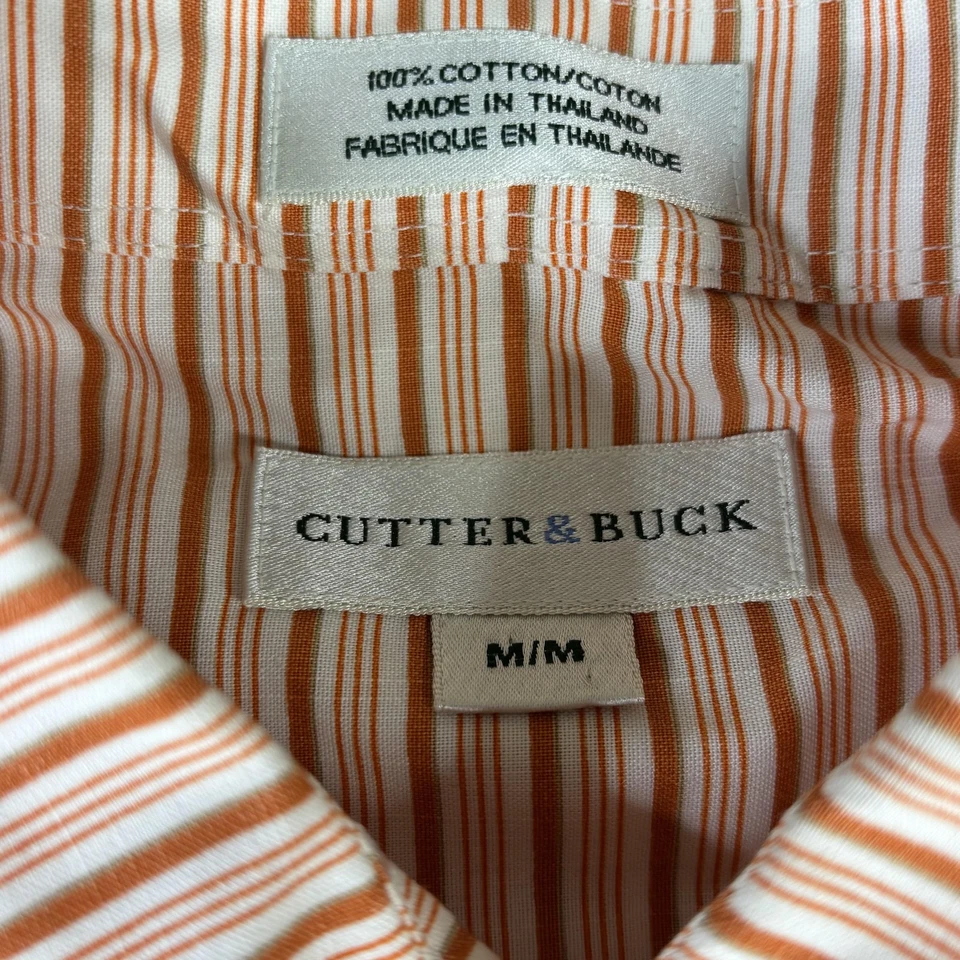 100% COTTON/COTON
MADE IN THAILAND
FABRIQUE EN THAILANDE
CUTTER&BUCK
M/M